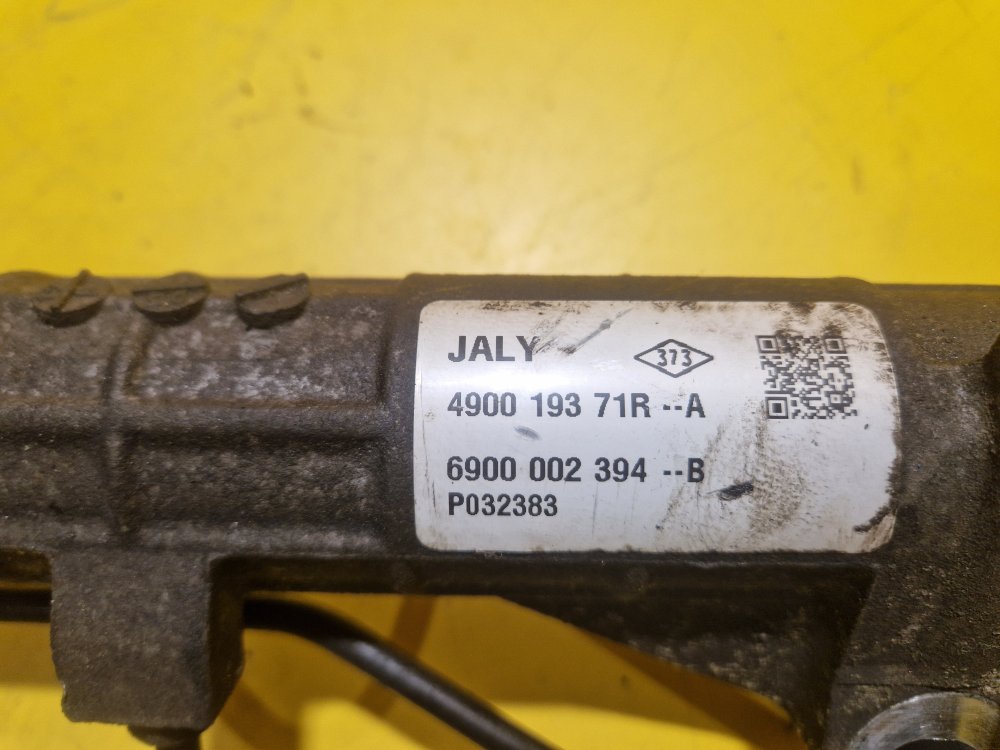 JALY 373
4900 193 71R --A
6900 002 394 --B
P032383